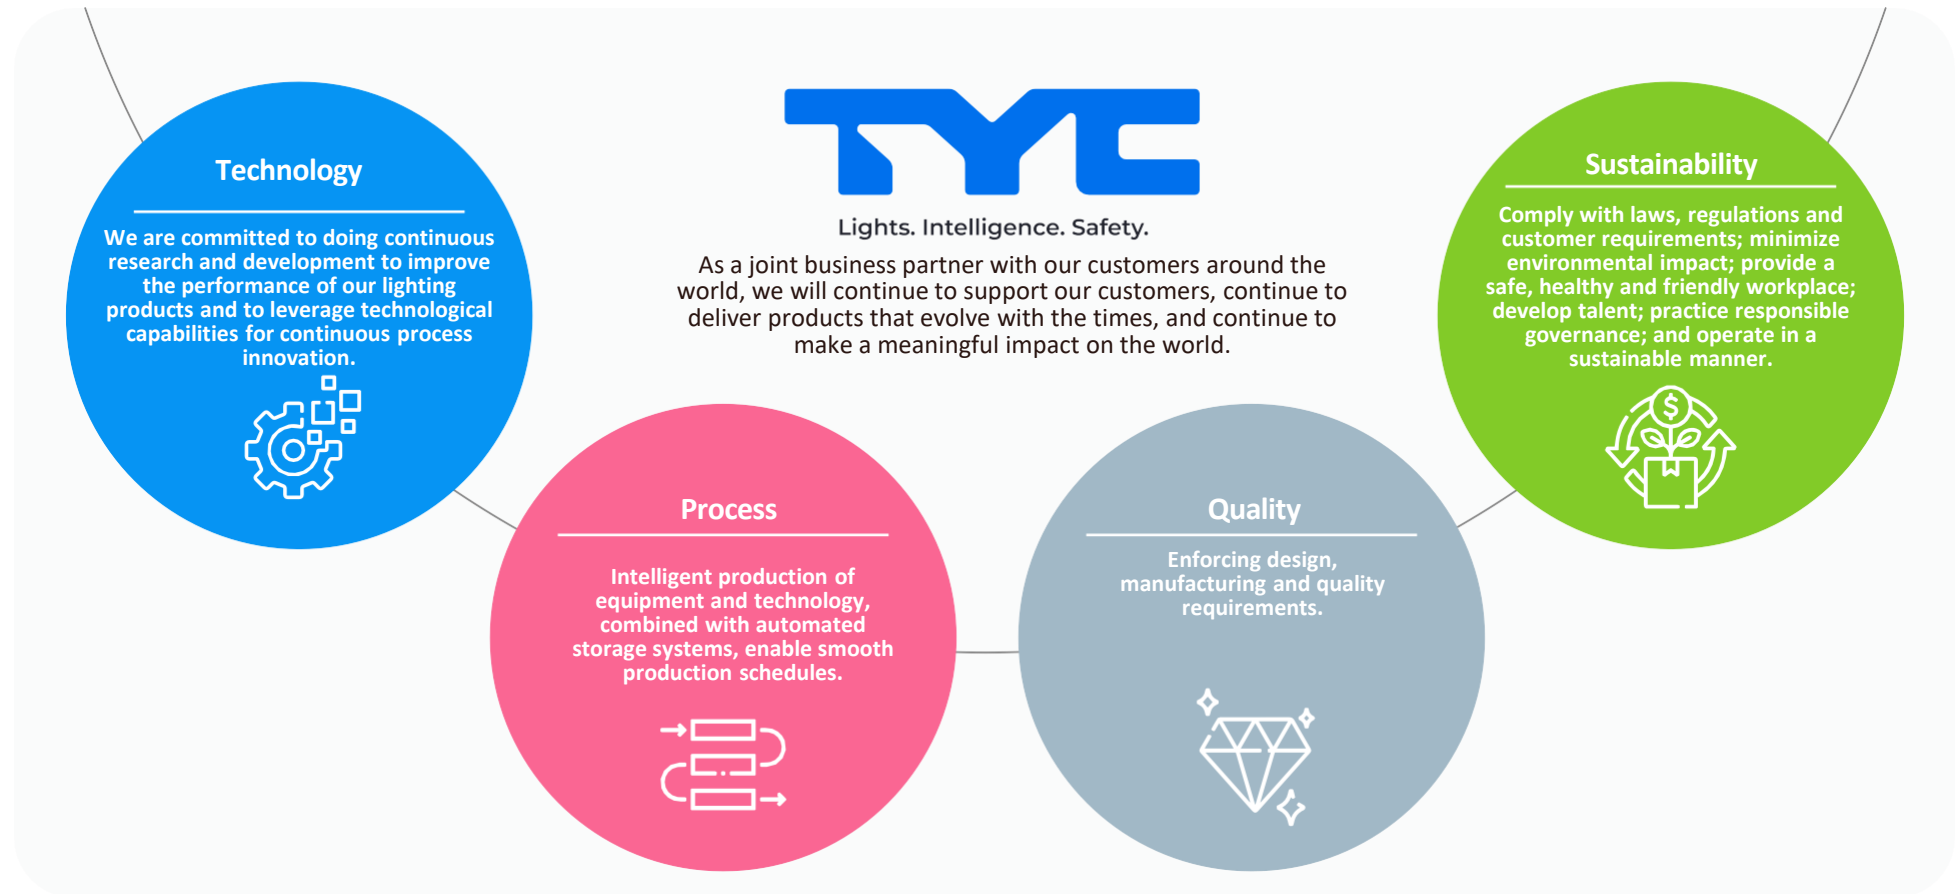 TYC
Lights. Intelligence. Safety.
As a joint business partner with our customers around the
world, we will continue to support our customers, continue to
deliver products that evolve with the times, and continue to
make a meaningful impact on the world.
Technology
We are committed to doing continuous
research and development to improve
the performance of our lighting
products and to leverage technological
capabilities for continuous process
innovation.
Process
Intelligent production of
equipment and technology,
combined with automated
storage systems, enable smooth
production schedules.
Quality
Enforcing design,
manufacturing and quality
requirements.
Sustainability
Comply with laws, regulations and
customer requirements; minimize
environmental impact; provide a
safe, healthy and friendly workplace;
develop talent; practice responsible
governance; and operate in a
sustainable manner.
$